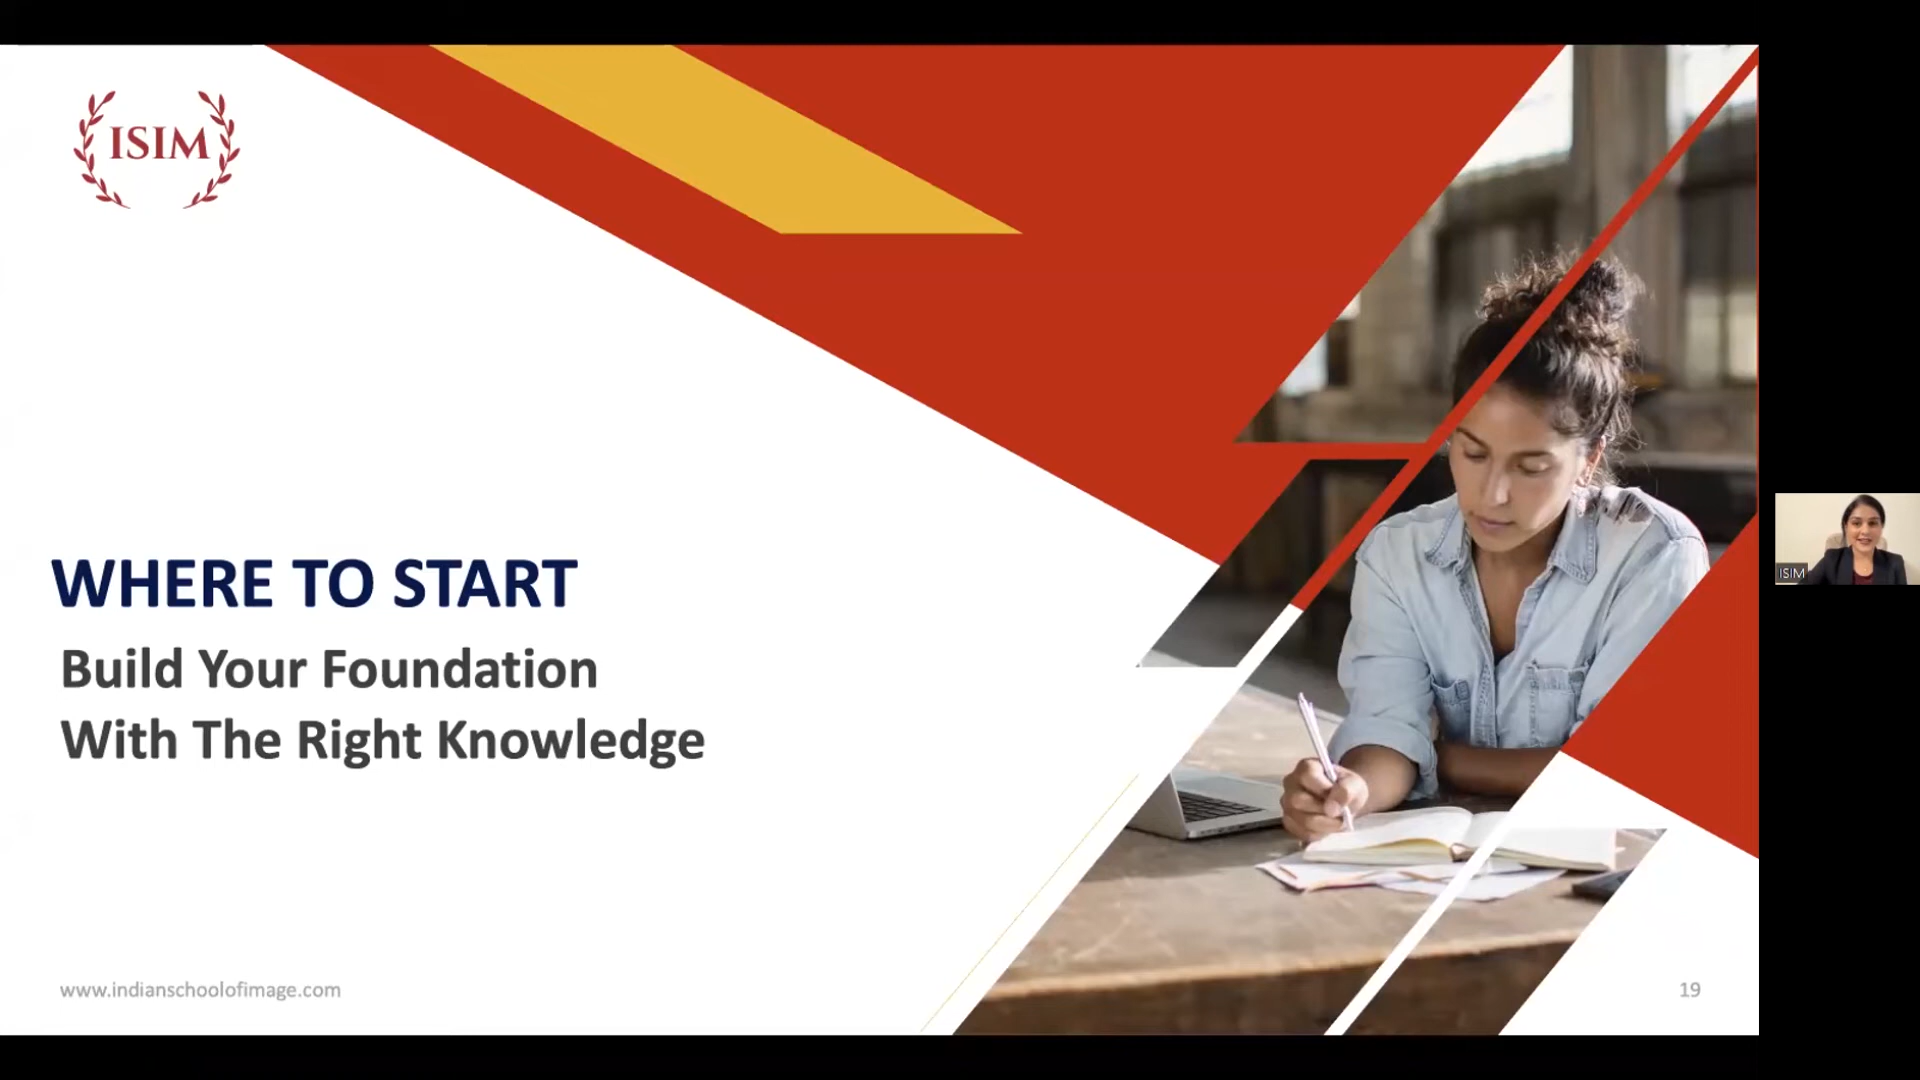 ISIM
WHERE TO START
Build Your Foundation
With The Right Knowledge
ISIM
www.indianschoolofimage.com
19